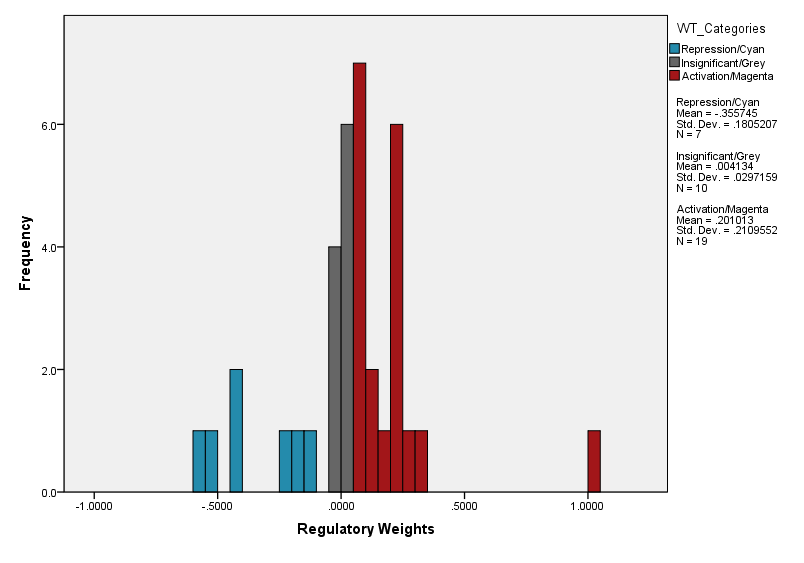 WT_Categories
Repression/Cyan
Insignificant/Grey
Activation/Magenta
Repression/Cyan
Mean = -.355745
Std. Dev. = .1805207
N = 7
Insignificant/Grey
Mean = .004134
Std. Dev. = .0297159
N = 10
Activation/Magenta
Mean = .201013
Std. Dev. = .2109552
N = 19
Frequency
6.0
4.0
2.0
0.0
-1.0000 -.5000 .0000 .5000 1.0000
Regulatory Weights